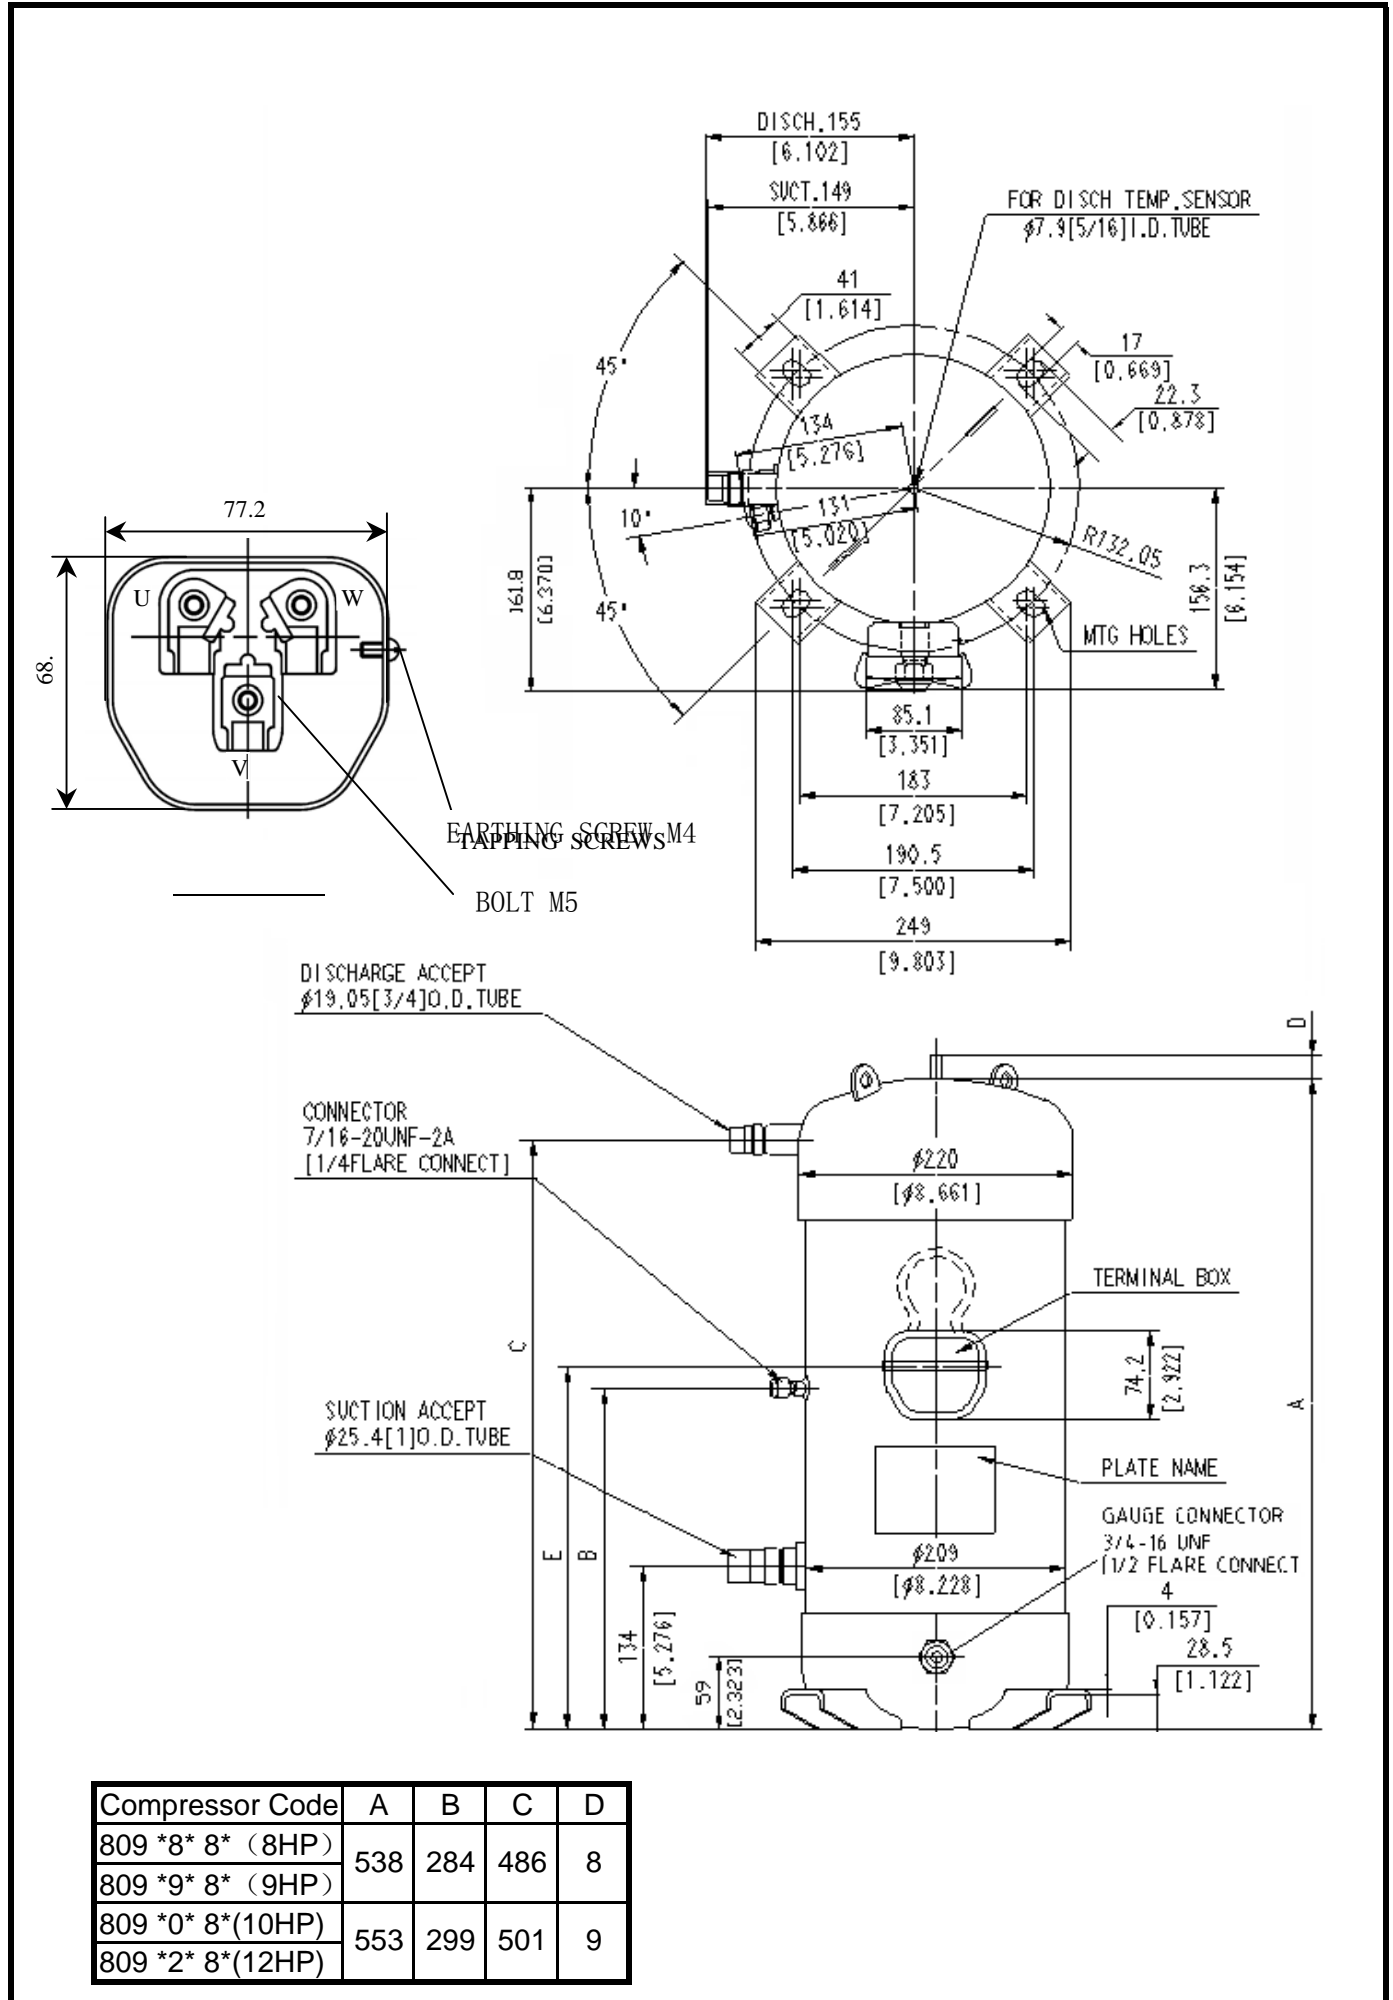 DISCH.155
[6.102]
SUCT.149
[5.866]
FOR DISCH TEMP.SENSOR
φ7.9[5/16]I.D.TUBE
41
[1.614]
45°
17
[0.669]
22.3
[0.878]
134
[5.276]
10°
131
[5.020]
R132.05
161.8
[6.370]
156.3
[6.154]
45°
MTG HOLES
85.1
[3.351]
183
[7.205]
190.5
[7.500]
249
[9.803]
77.2
68.
U
W
V
EARTHING SCREW M4
TAPPING SCREWS
BOLT M5
DISCHARGE ACCEPT
φ19.05[3/4]O.D.TUBE
CONNECTOR
7/16-20UNF-2A
[1/4FLARE CONNECT]
D
φ220
[φ8.661]
TERMINAL BOX
C
74.2
[2.922]
A
SUCTION ACCEPT
φ25.4[1]O.D.TUBE
PLATE NAME
GAUGE CONNECTOR
3/4-16 UNF
[1/2 FLARE CONNECT
E
B
φ209
[φ8.228]
4
[0.157]
28.5
[1.122]
134
[5.276]
59
[2.323]
Compressor Code A B C D
809 *8* 8*（8HP） 538 284 486 8
809 *9* 8*（9HP）
809 *0* 8*(10HP) 553 299 501 9
809 *2* 8*(12HP)